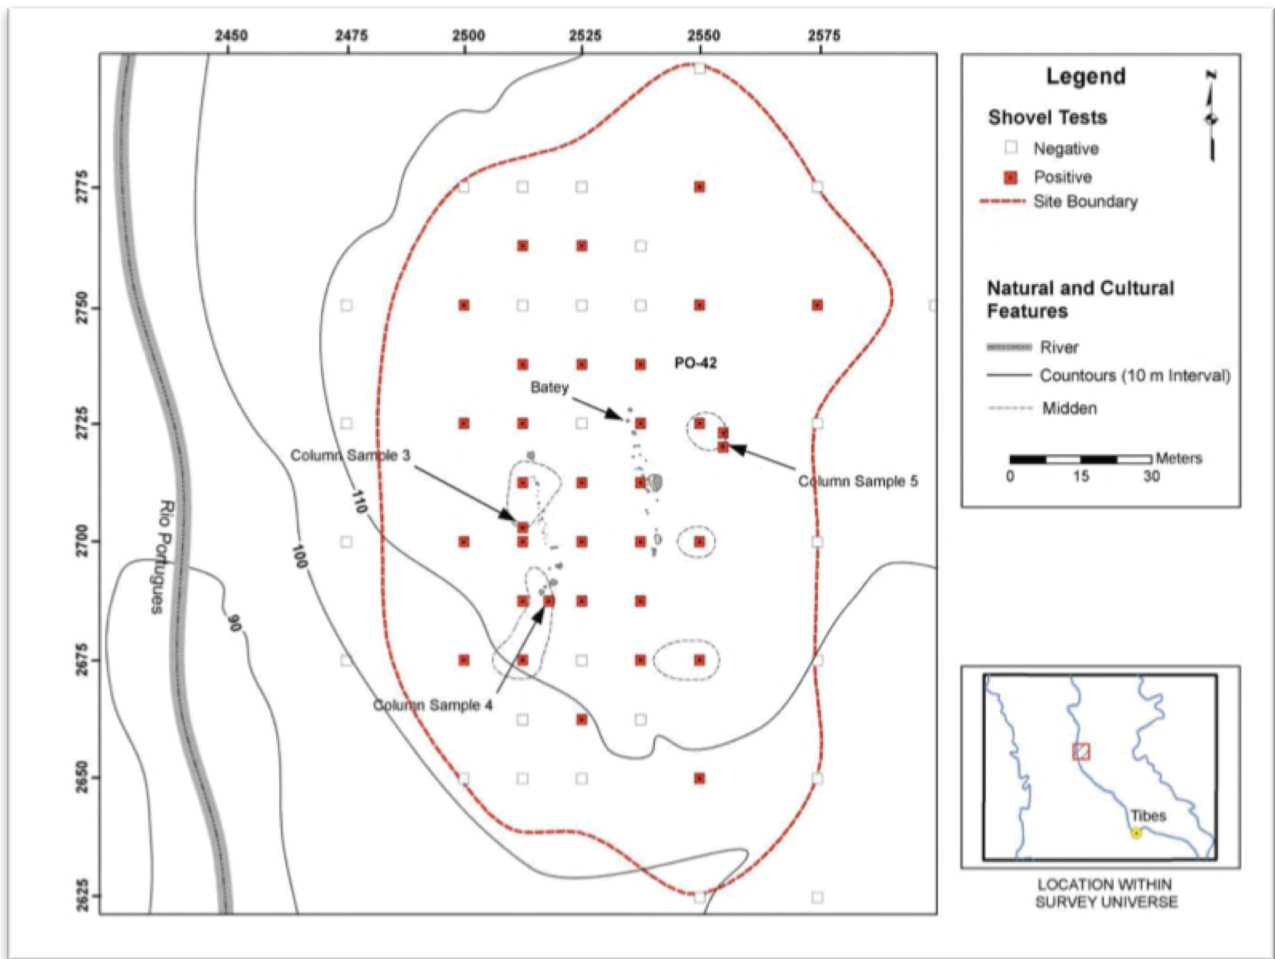 2450 2475 2500 2525 2550 2575
2775
2750
2725
2700
2675
2650
2625
PO-42
Batey
Column Sample 3
Column Sample 5
Column Sample 4
110
100
90
Rio Portugues
Legend
N
Shovel Tests
Negative
Positive
Site Boundary
Natural and Cultural
Features
River
Countours (10 m Interval)
Midden
Meters
0 15 30
Tibes
LOCATION WITHIN
SURVEY UNIVERSE